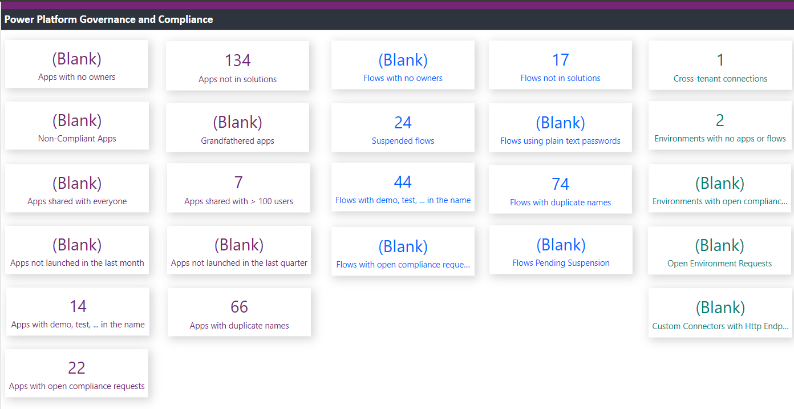 Power Platform Governance and Compliance
(Blank)
Apps with no owners
134
Apps not in solutions
(Blank)
Flows with no owners
17
Flows not in solutions
1
Cross-tenant connections
(Blank)
Non-Compliant Apps
(Blank)
Grandfathered apps
24
Suspended flows
(Blank)
Flows using plain text passwords
2
Environments with no apps or flows
(Blank)
Apps shared with everyone
7
Apps shared with > 100 users
44
Flows with demo, test, ... in the name
74
Flows with duplicate names
(Blank)
Environments with open complianc...
(Blank)
Apps not launched in the last month
(Blank)
Apps not launched in the last quarter
(Blank)
Flows with open compliance reque...
(Blank)
Flows Pending Suspension
(Blank)
Open Environment Requests
14
Apps with demo, test, ... in the name
66
Apps with duplicate names
(Blank)
Custom Connectors with Http Endp...
22
Apps with open compliance requests